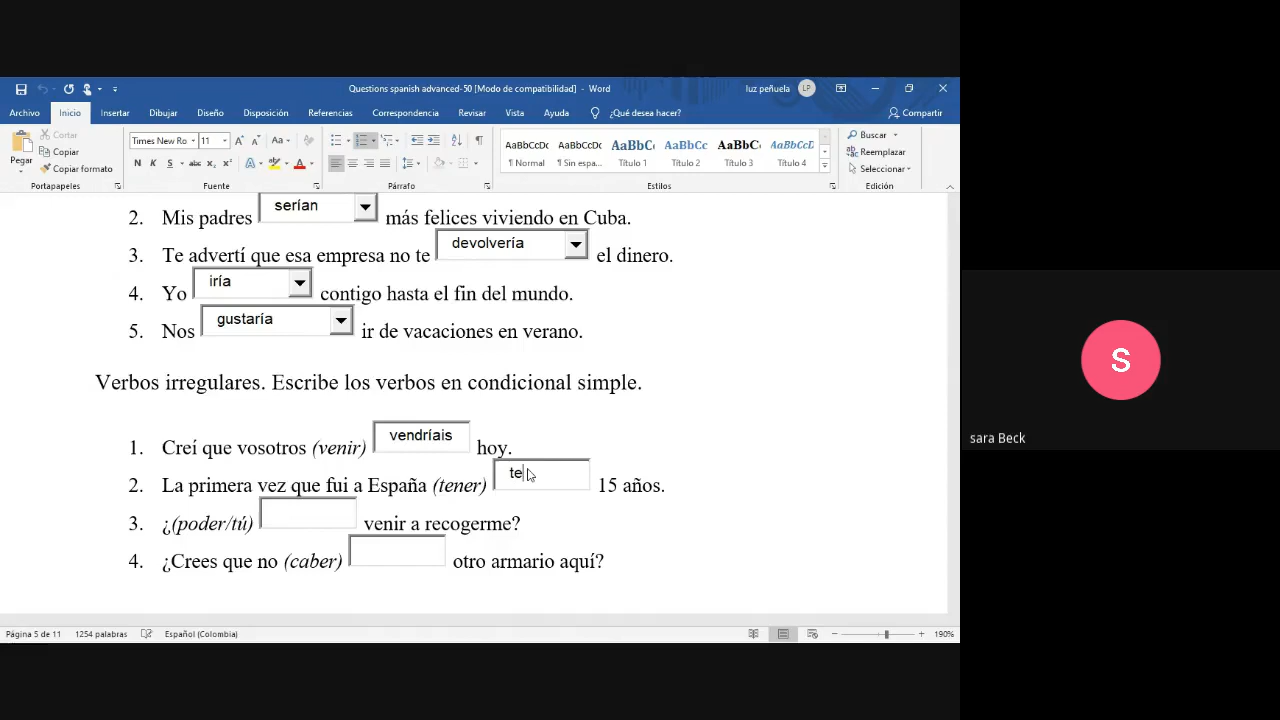 Questions spanish advanced-50 [Modo de compatibilidad] - Word
luz peñuela LP
Archivo Inicio Insertar Dibujar Diseño Disposición Referencias Correspondencia Revisar Vista Ayuda ¿Qué desea hacer? Compartir
Pegar
Cortar
Copiar
Copiar formato
Times New Ro 11
N K S abc x₂ x²
AaBbCcDc AaBbCcDc AaBbCc AaBbCcC AaBbC AaBbCcD
¶ Normal ¶ Sin espa... Título 1 Título 2 Título 3 Título 4
Buscar
Reemplazar
Seleccionar
Portapapeles Fuente Párrafo Estilos Edición
2. Mis padres serían más felices viviendo en Cuba.
3. Te advertí que esa empresa no te devolvería el dinero.
4. Yo iría contigo hasta el fin del mundo.
5. Nos gustaría ir de vacaciones en verano.
Verbos irregulares. Escribe los verbos en condicional simple.
1. Creí que vosotros (venir) vendríais hoy.
2. La primera vez que fui a España (tener) te 15 años.
3. ¿(poder/tú) venir a recogerme?
4. ¿Crees que no (caber) otro armario aquí?
Página 5 de 11 1254 palabras Español (Colombia) 190%
S
sara Beck